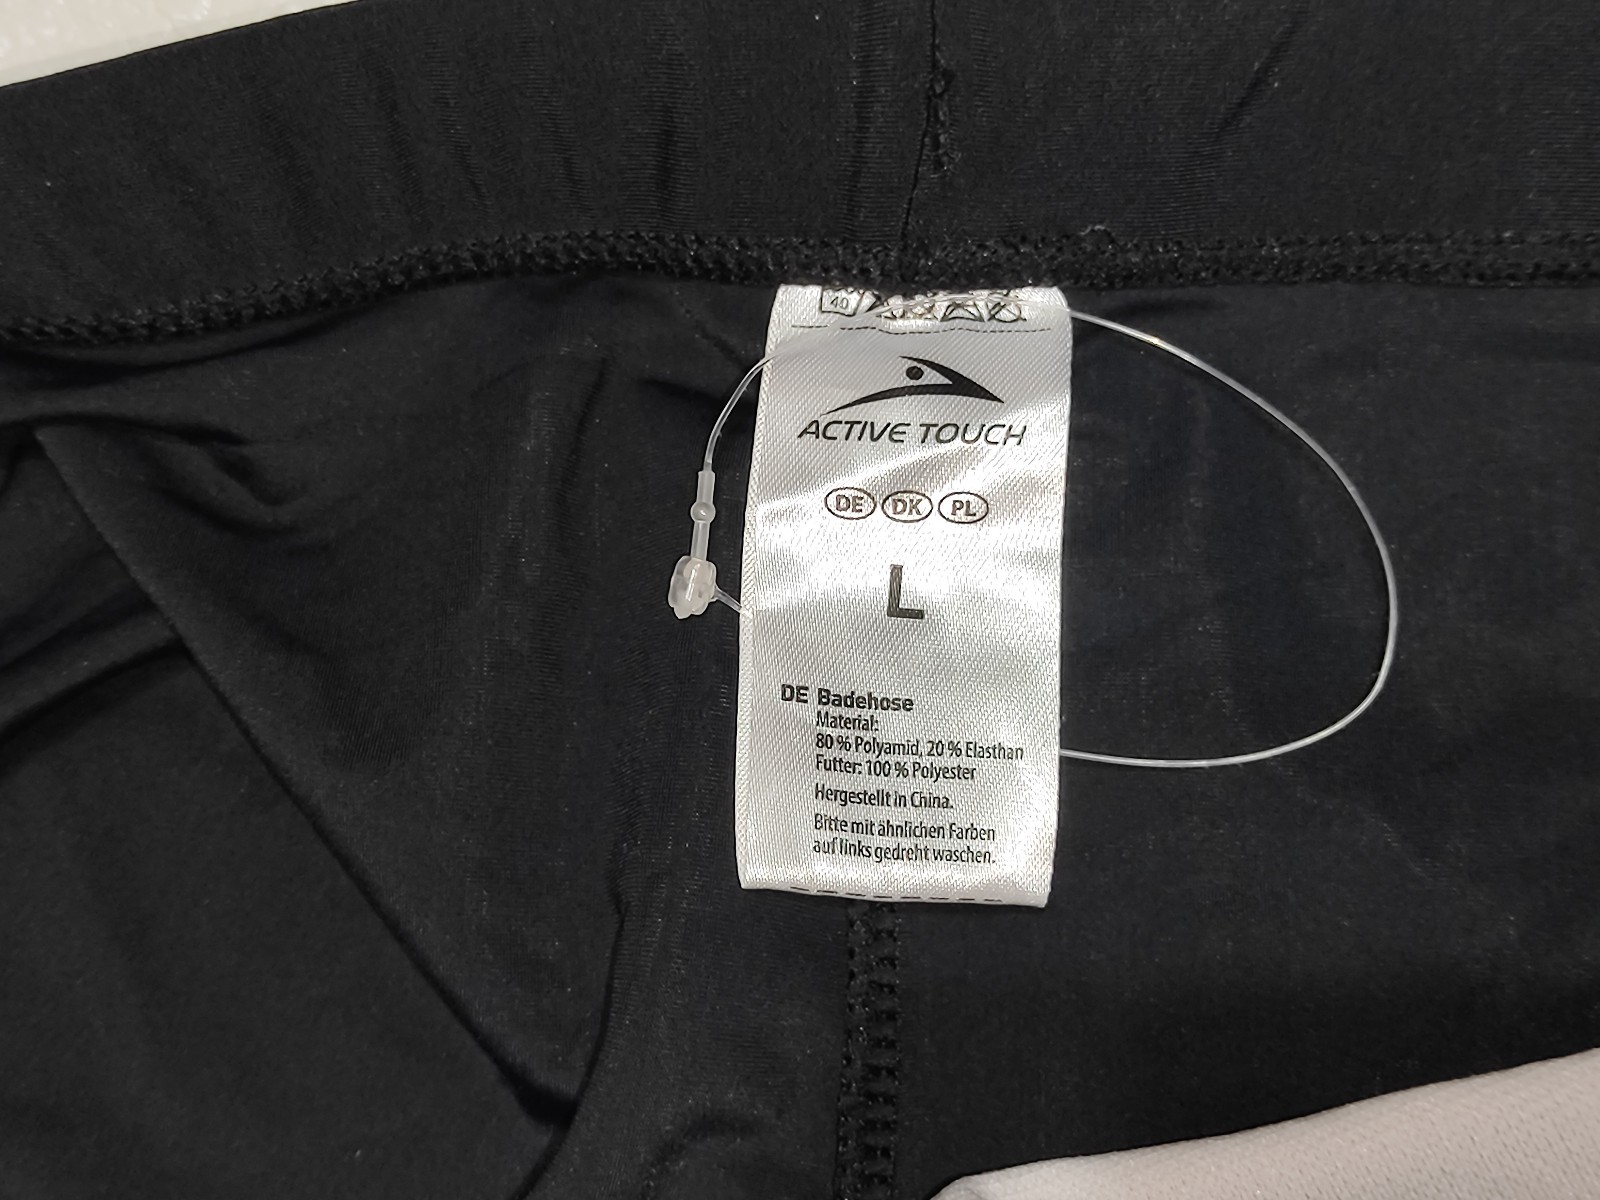 40
ACTIVE TOUCH
DE DK PL
L
DE Badehose
Material:
80 % Polyamid, 20 % Elasthan
Futter: 100 % Polyester
Hergestellt in China.
Bitte mit ähnlichen Farben
auf links gedreht waschen.